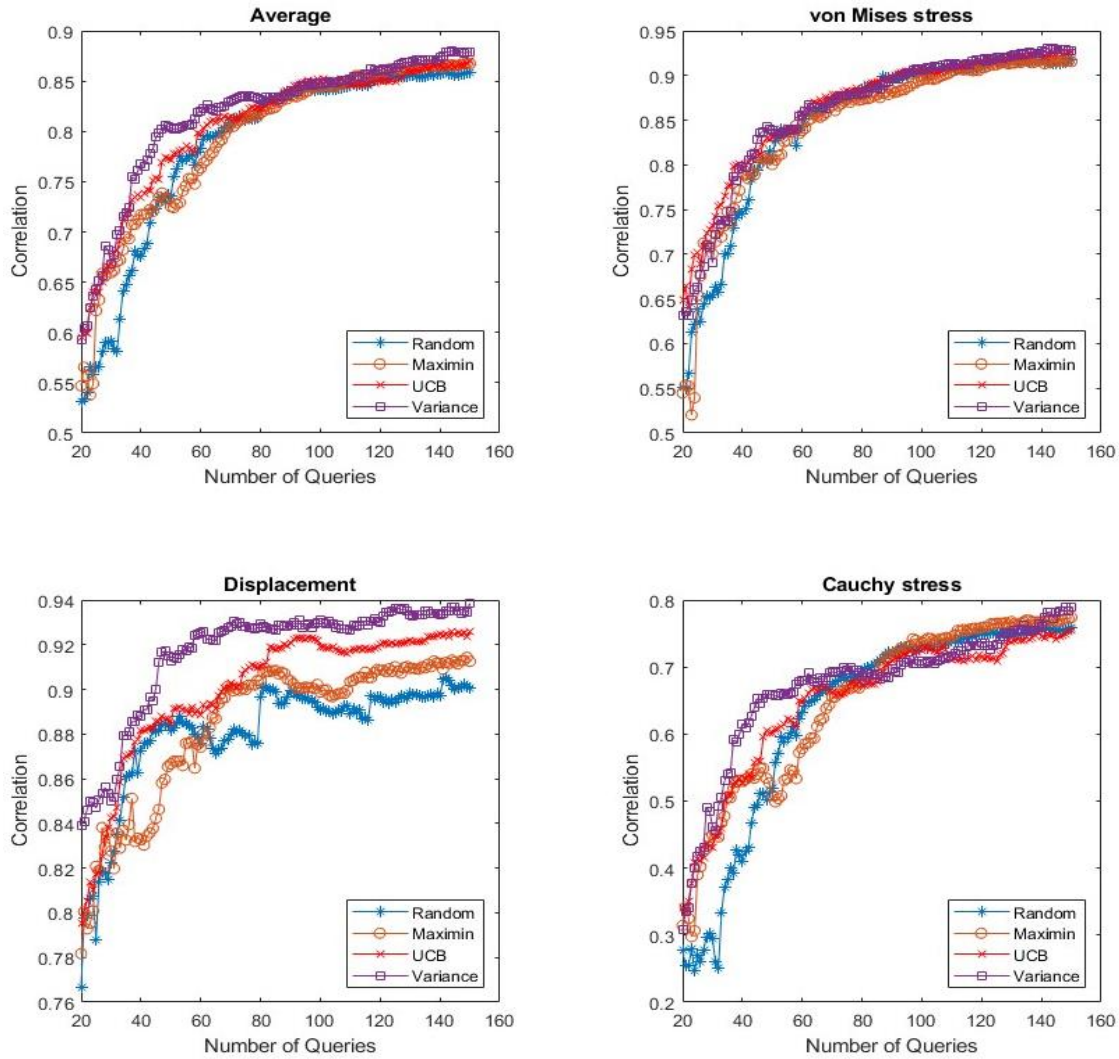 Average
0.9
0.85
0.8
0.75
0.7
0.65
0.6
0.55
0.5
Correlation
20 40 60 80 100 120 140 160
Number of Queries
Random
Maximin
UCB
Variance
von Mises stress
0.95
0.9
0.85
0.8
0.75
0.7
0.65
0.6
0.55
0.5
Correlation
20 40 60 80 100 120 140 160
Number of Queries
Random
Maximin
UCB
Variance
Displacement
0.94
0.92
0.9
0.88
0.86
0.84
0.82
0.8
0.78
0.76
Correlation
20 40 60 80 100 120 140 160
Number of Queries
Random
Maximin
UCB
Variance
Cauchy stress
0.8
0.7
0.6
0.5
0.4
0.3
0.2
Correlation
20 40 60 80 100 120 140 160
Number of Queries
Random
Maximin
UCB
Variance